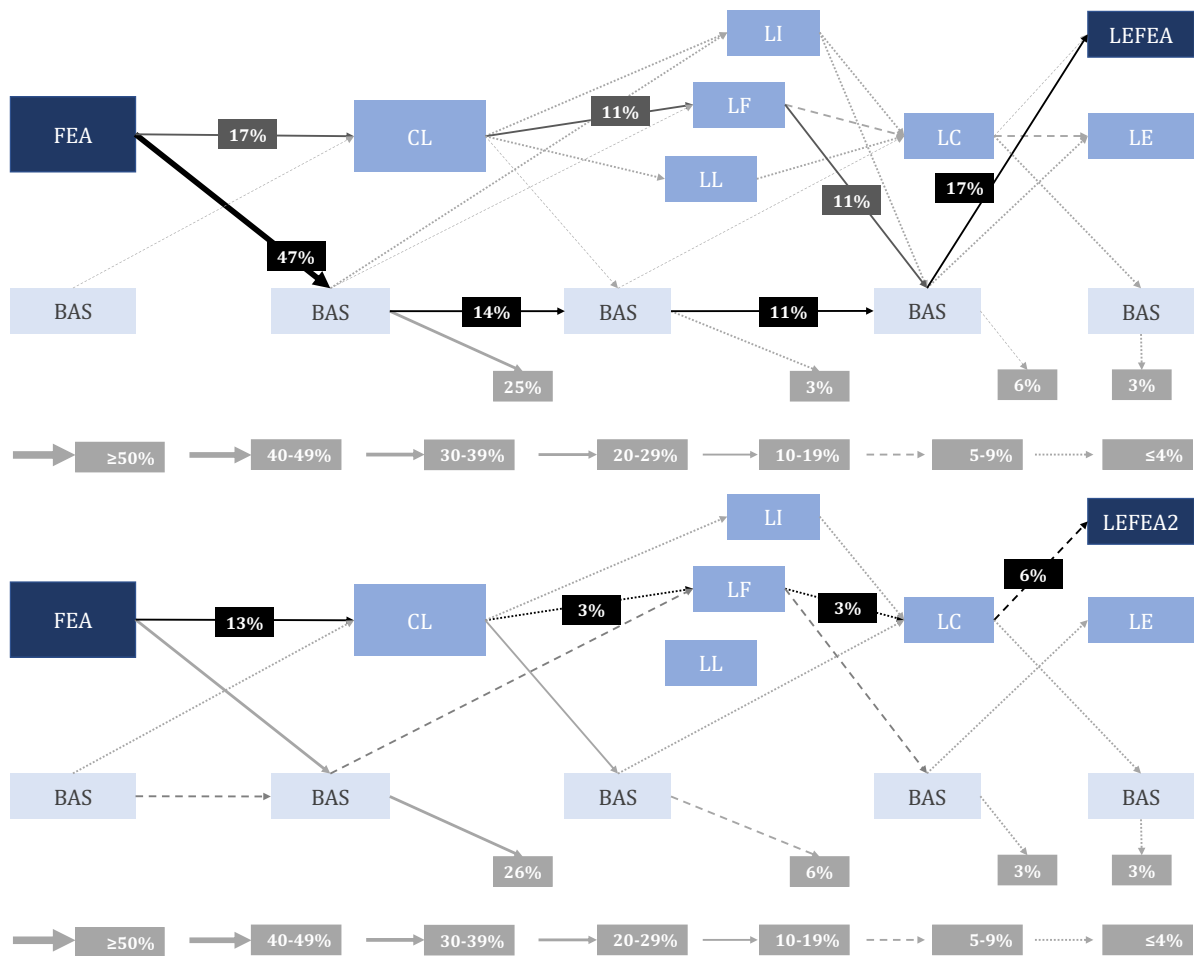 LI
LEFEA
FEA
17%
CL
11%
LF
LC
LE
LL
17%
11%
47%
BAS
BAS
14%
BAS
11%
BAS
BAS
25%
3%
6%
3%
≥50%
40-49%
30-39%
20-29%
10-19%
5-9%
≤4%
LI
LEFEA2
6%
FEA
13%
CL
3%
LF
3%
LC
LE
LL
BAS
BAS
BAS
BAS
BAS
26%
6%
3%
3%
≥50%
40-49%
30-39%
20-29%
10-19%
5-9%
≤4%